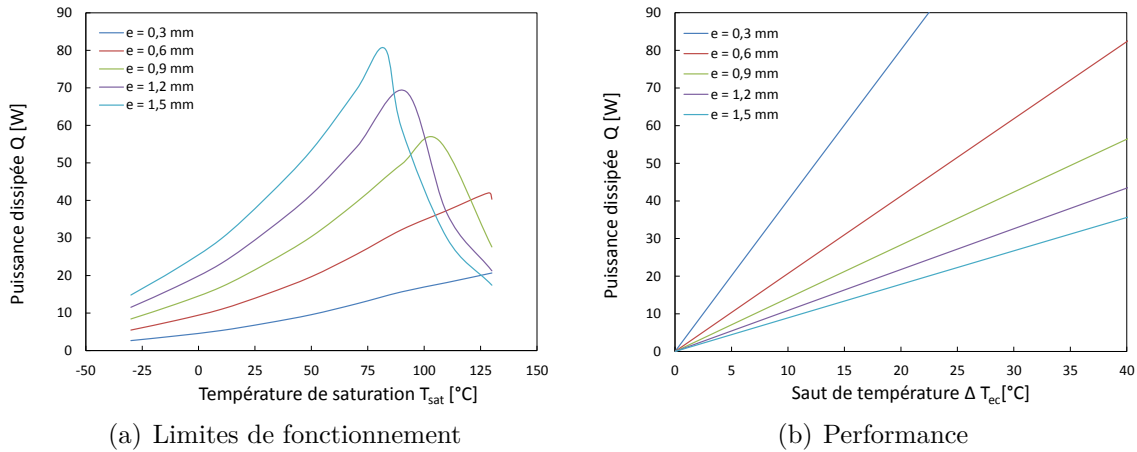 90
80
70
60
50
40
30
20
10
0
Puissance dissipée Q [W]
e = 0,3 mm
e = 0,6 mm
e = 0,9 mm
e = 1,2 mm
e = 1,5 mm
-50 -25 0 25 50 75 100 125 150
Température de saturation Tsat [°C]
(a) Limites de fonctionnement
90
80
70
60
50
40
30
20
10
0
Puissance dissipée Q [W]
e = 0,3 mm
e = 0,6 mm
e = 0,9 mm
e = 1,2 mm
e = 1,5 mm
0 5 10 15 20 25 30 35 40
Saut de température Δ Tec[°C]
(b) Performance